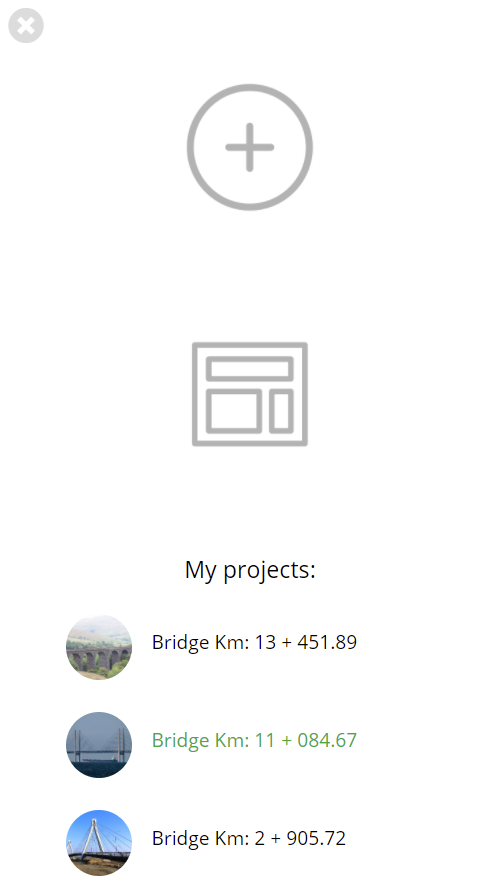 My projects:
Bridge Km: 13 + 451.89
Bridge Km: 11 + 084.67
Bridge Km: 2 + 905.72